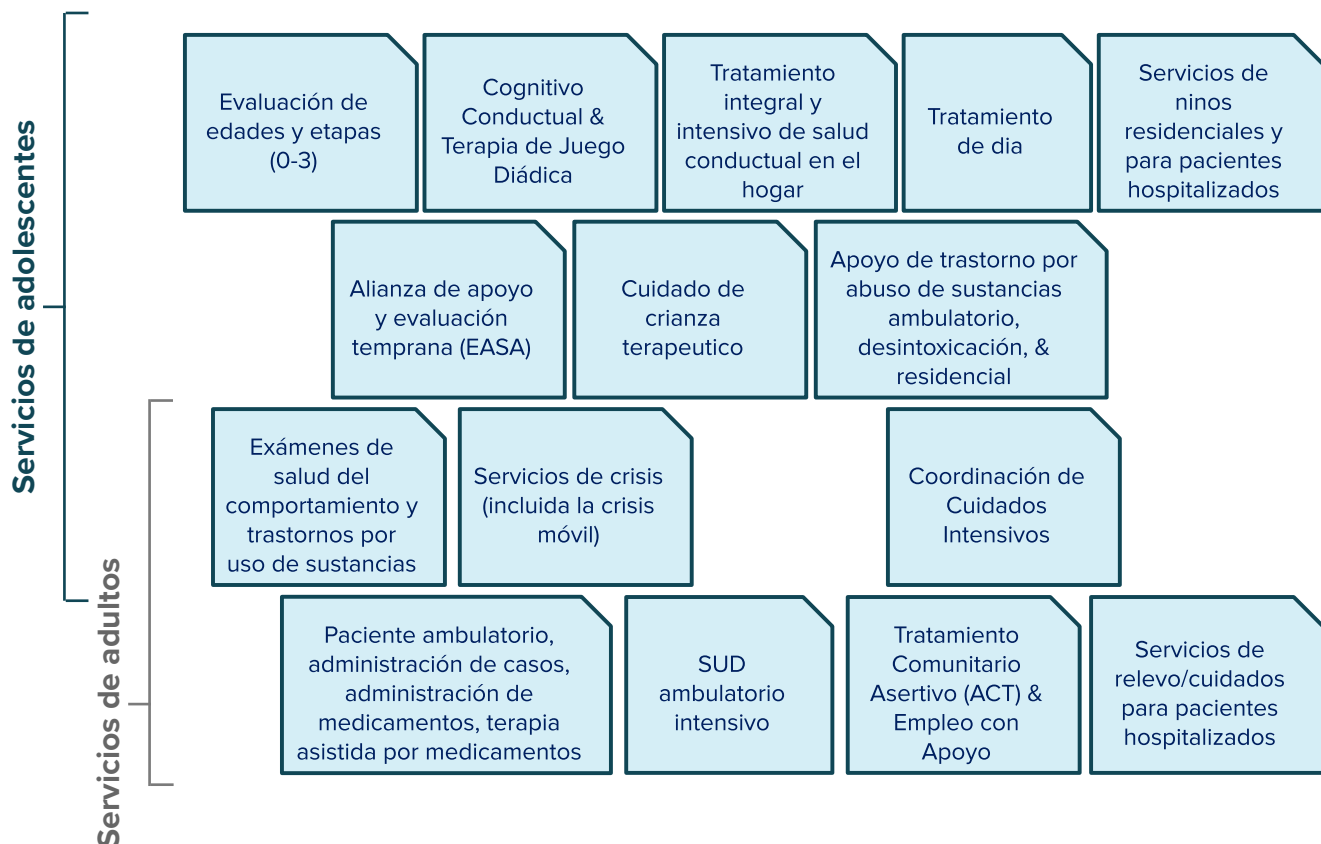 Servicios de adolescentes
Evaluación de
edades y etapas
(0-3)
Cognitivo
Conductual &
Terapia de Juego
Diádica
Tratamiento
integral y
intensivo de salud
conductual en el
hogar
Tratamiento
de dia
Servicios de
ninos
residenciales y
para pacientes
hospitalizados
Alianza de apoyo
y evaluación
temprana (EASA)
Cuidado de
crianza
terapeutico
Apoyo de trastorno por
abuso de sustancias
ambulatorio,
desintoxicación, &
residencial
Servicios de adultos
Exámenes de
salud del
comportamiento y
trastornos por
uso de sustancias
Servicios de crisis
(incluida la crisis
móvil)
Coordinación de
Cuidados
Intensivos
Paciente ambulatorio,
administración de casos,
administración de
medicamentos, terapia
asistida por medicamentos
SUD
ambulatorio
intensivo
Tratamiento
Comunitario
Asertivo (ACT) &
Empleo con
Apoyo
Servicios de
relevo/cuidados
para pacientes
hospitalizados